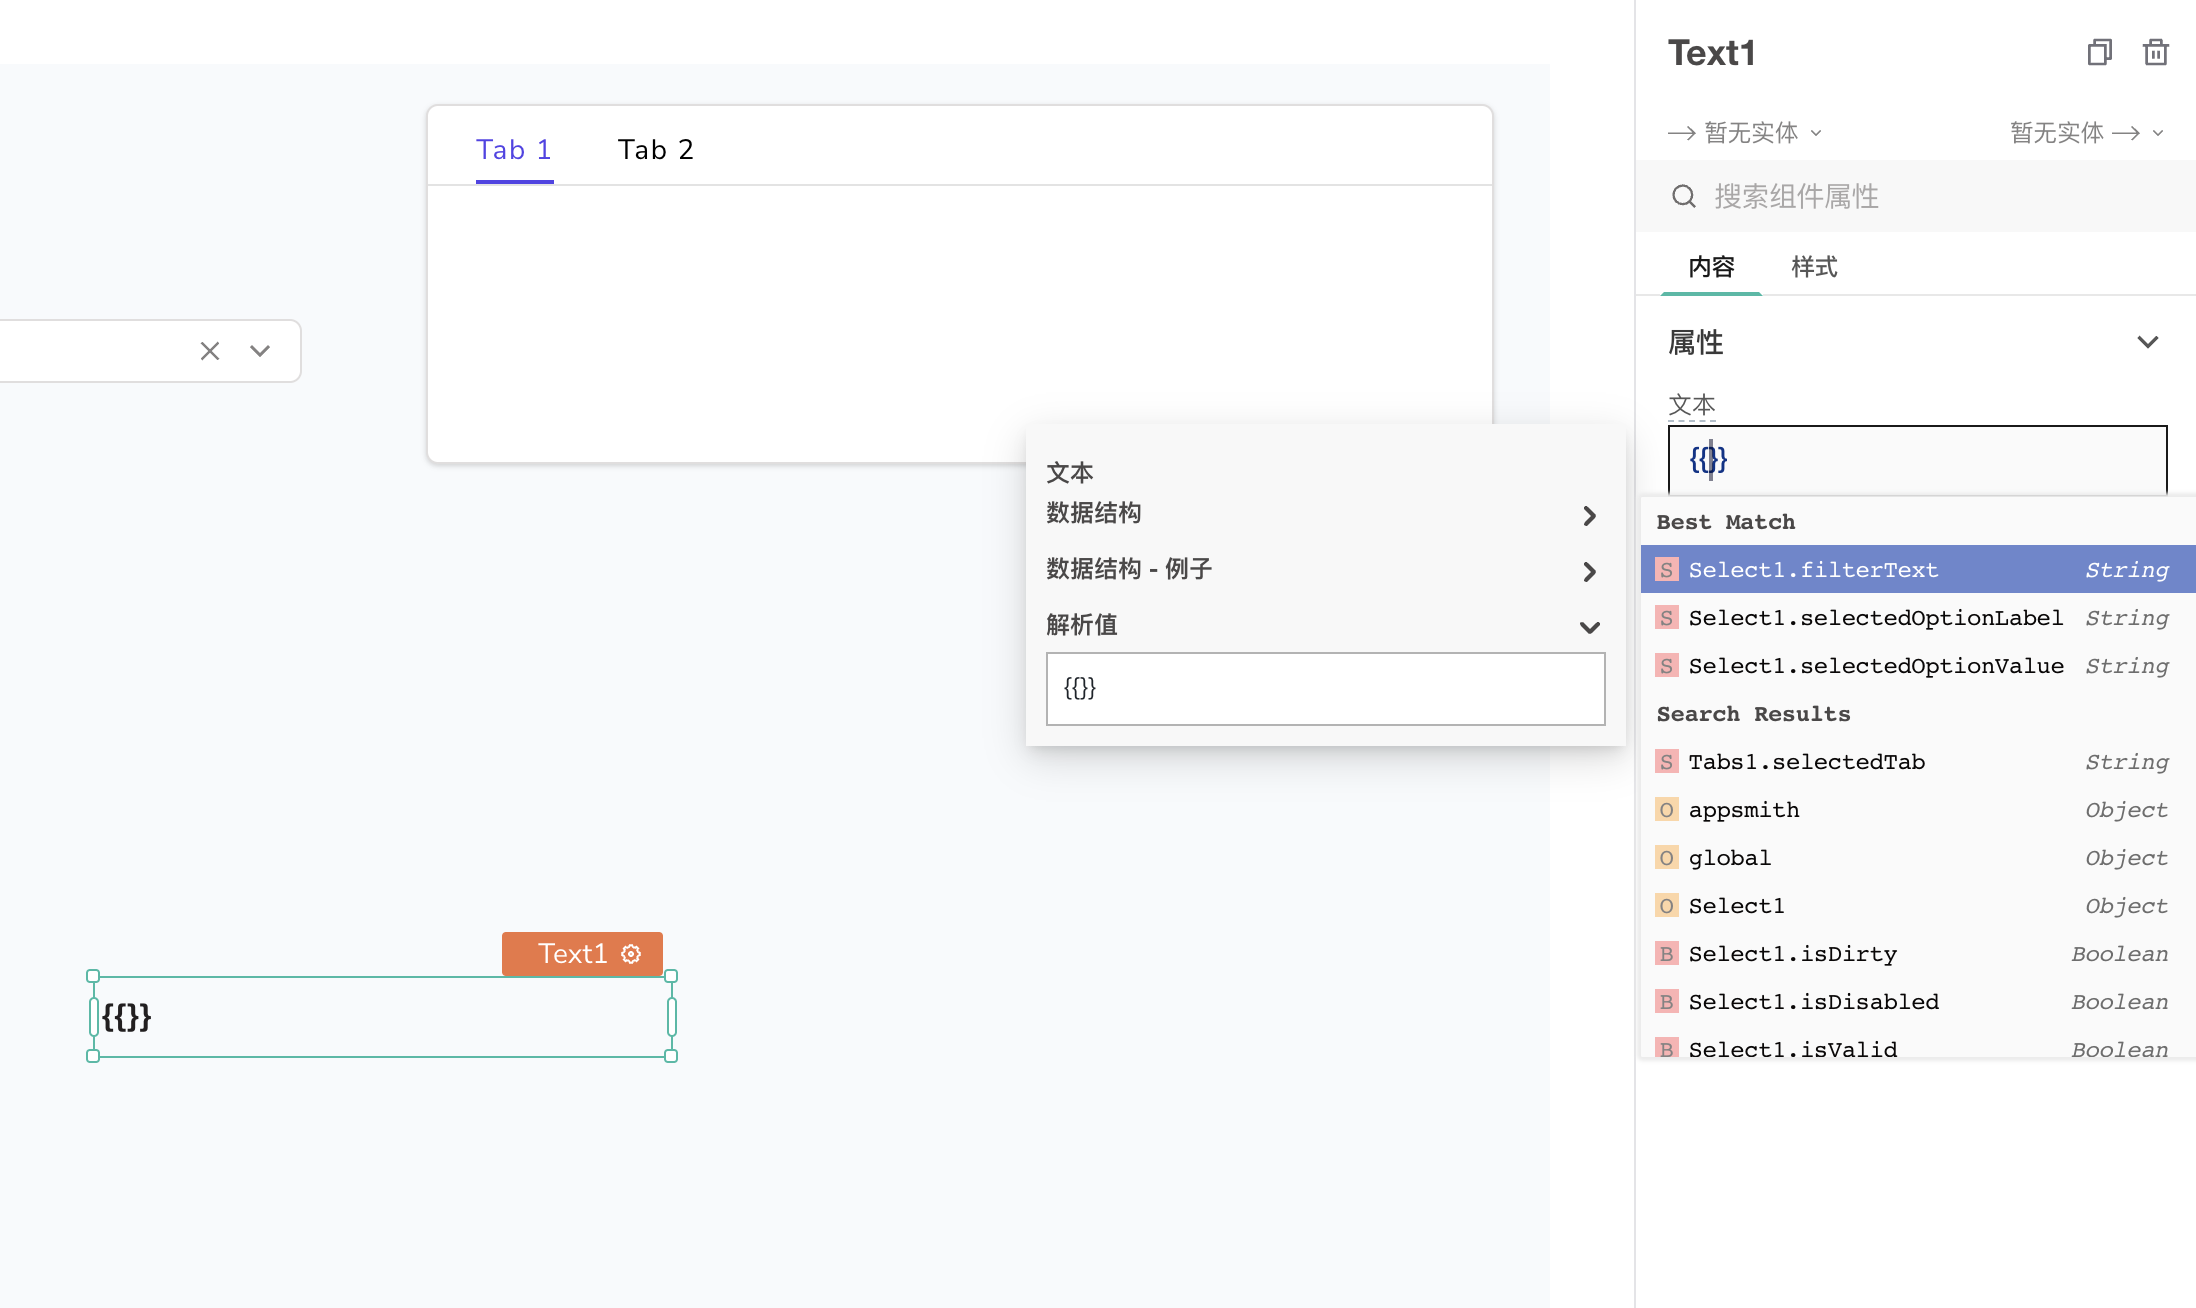 Tab 1 Tab 2
文本
数据结构
数据结构 - 例子
解析值
{{}}
Text1
{{}}
Text1
暂无实体 暂无实体
搜索组件属性
内容 样式
属性
文本
{{}}
Best Match
S Select1.filterText String
S Select1.selectedOptionLabel String
S Select1.selectedOptionValue String
Search Results
S Tabs1.selectedTab String
O appsmith Object
O global Object
O Select1 Object
B Select1.isDirty Boolean
B Select1.isDisabled Boolean
B Select1.isValid Boolean